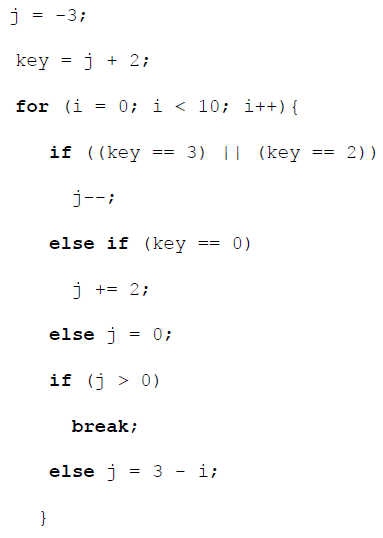 j = -3;
key = j + 2;
for (i = 0; i < 10; i++){
if ((key == 3) || (key == 2))
j--;
else if (key == 0)
j += 2;
else j = 0;
if (j > 0)
break;
else j = 3 - i;
}